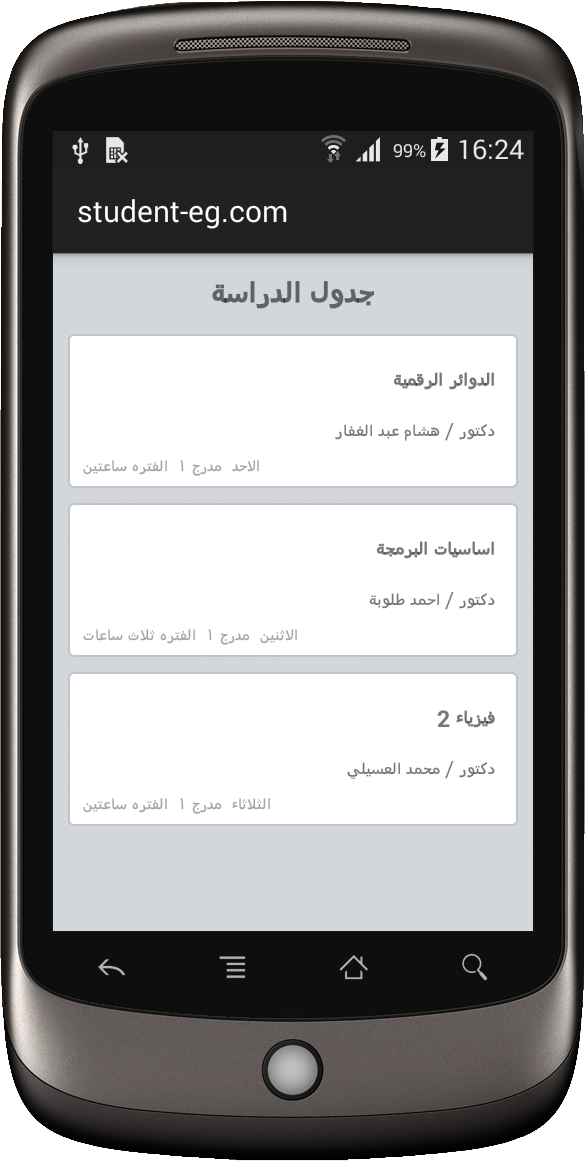 99% 16:24
student-eg.com
جدول الدراسة
الدوائر الرقمية
دكتور / هشام عبد الغفار
الاحد مدرج ١ الفتره ساعتين
اساسيات البرمجة
دكتور / احمد طلوبة
الاثنين مدرج ١ الفتره ثلاث ساعات
فيزياء 2
دكتور / محمد العسيلي
الثلاثاء مدرج ١ الفتره ساعتين